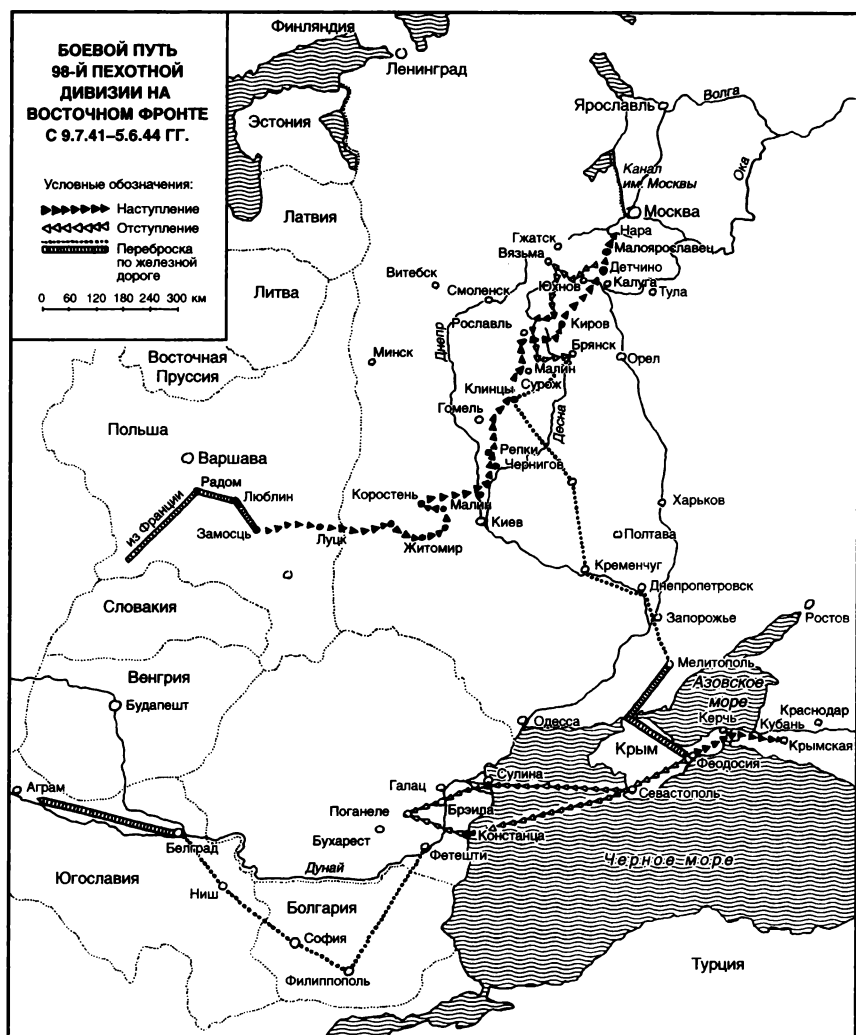 БОЕВОЙ ПУТЬ
98-Й ПЕХОТНОЙ
ДИВИЗИИ НА
ВОСТОЧНОМ ФРОНТЕ
С 9.7.41–5.6.44 ГГ.
Условные обозначения:
Наступление
Отступление
Переброска
по железной
дороге
0 60 120 180 240 300 км
Финляндия
Ленинград
Эстония
Ярославль
Волга
Канал
им. Москвы
Ока
Москва
Латвия
Нара
Гжатск
Малоярославец
Вязьма
Детчино
Литва
Витебск
Юхнов
Калуга
Тула
Смоленск
Рославль
Киров
Днепр
Восточная
Пруссия
Минск
Брянск
Орел
Малин
Клинцы
Сурож
Польша
Гомель
Десна
Варшава
Репки
Чернигов
Радом
Люблин
Коростень
Малин
Харьков
из Франции
Замосць
Луцк
Житомир
Киев
Полтава
Кременчуг
Днепропетровск
Словакия
Запорожье
Ростов
Венгрия
Мелитополь
Будапешт
Азовское
море
Одесса
Керчь
Краснодар
Кубань
Крым
Крымская
Феодосия
Аграм
Галац
Сулина
Севастополь
Поганеле
Брэила
Бухарест
Констанца
Белград
Фетешти
Дунай
Черное море
Югославия
Ниш
Болгария
София
Филиппополь
Турция